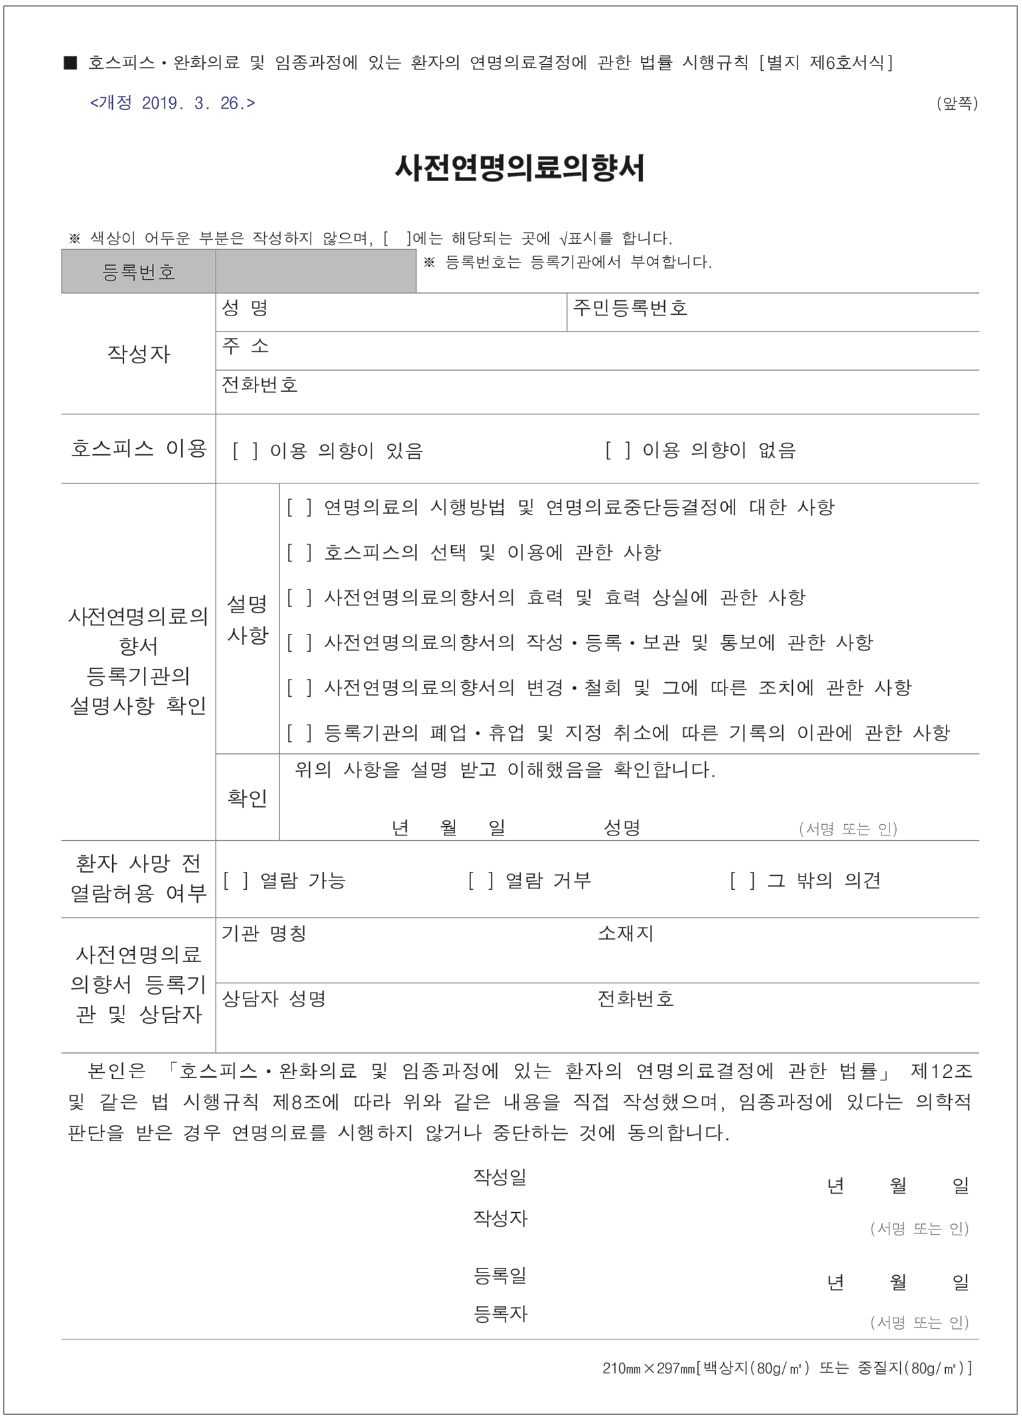 ■ 호스피스・완화의료 및 임종과정에 있는 환자의 연명의료결정에 관한 법률 시행규칙 [별지 제6호서식]
<개정 2019. 3. 26.> (앞쪽)
사전연명의료의향서
※ 색상이 어두운 부분은 작성하지 않으며, [ ]에는 해당되는 곳에 √표시를 합니다.
등록번호 ※ 등록번호는 등록기관에서 부여합니다.
작성자
성 명 주민등록번호
주 소
전화번호
호스피스 이용 [ ] 이용 의향이 있음 [ ] 이용 의향이 없음
사전연명의료의
향서
등록기관의
설명사항 확인
설명
사항
[ ] 연명의료의 시행방법 및 연명의료중단등결정에 대한 사항
[ ] 호스피스의 선택 및 이용에 관한 사항
[ ] 사전연명의료의향서의 효력 및 효력 상실에 관한 사항
[ ] 사전연명의료의향서의 작성・등록・보관 및 통보에 관한 사항
[ ] 사전연명의료의향서의 변경・철회 및 그에 따른 조치에 관한 사항
[ ] 등록기관의 폐업・휴업 및 지정 취소에 따른 기록의 이관에 관한 사항
확인
위의 사항을 설명 받고 이해했음을 확인합니다.
년 월 일 성명 (서명 또는 인)
환자 사망 전
열람허용 여부
[ ] 열람 가능 [ ] 열람 거부 [ ] 그 밖의 의견
사전연명의료
의향서 등록기
관 및 상담자
기관 명칭 소재지
상담자 성명 전화번호
본인은 「호스피스・완화의료 및 임종과정에 있는 환자의 연명의료결정에 관한 법률」 제12조
및 같은 법 시행규칙 제8조에 따라 위와 같은 내용을 직접 작성했으며, 임종과정에 있다는 의학적
판단을 받은 경우 연명의료를 시행하지 않거나 중단하는 것에 동의합니다.
작성일 년 월 일
작성자 (서명 또는 인)
등록일 년 월 일
등록자 (서명 또는 인)
210㎜×297㎜[백상지(80g/㎡) 또는 중질지(80g/㎡)]